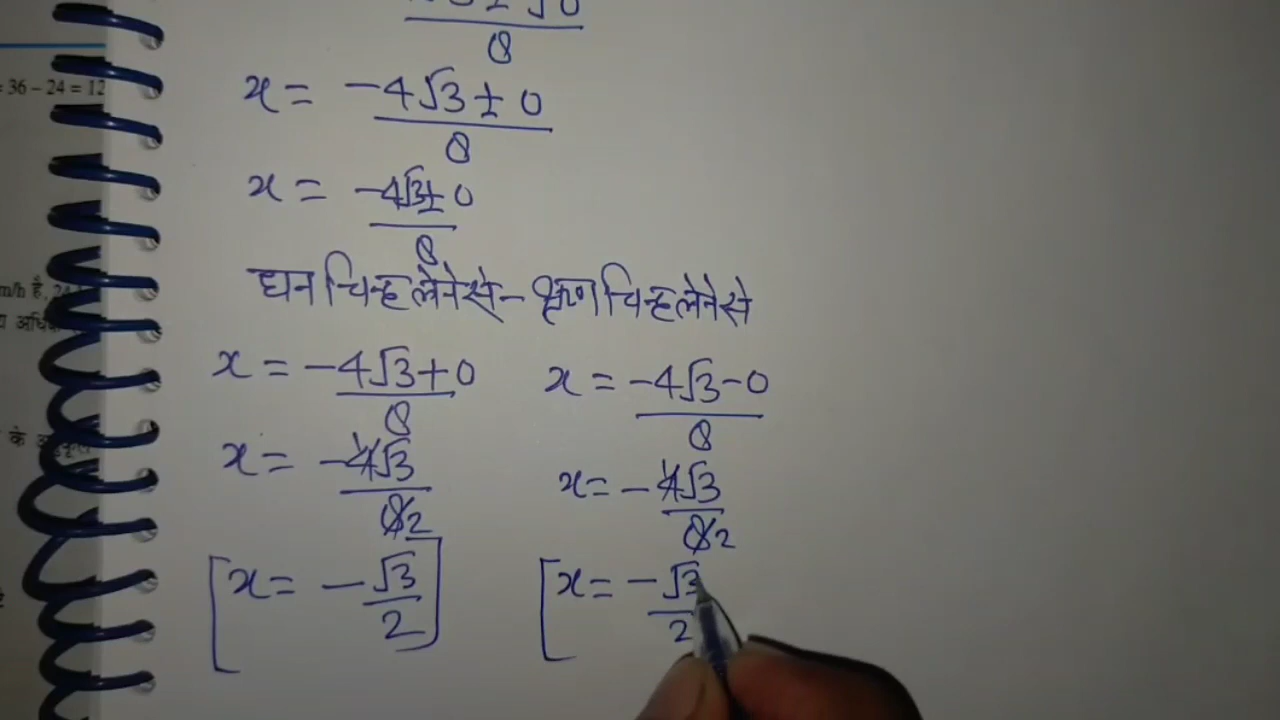 = 36 – 24 = 12
√0
8
x = -4√3 ± 0
8
x = -4√3 ± 0
8
m/h है,
धन चिन्ह लेने से - ऋण चिन्ह लेने से
x = -4√3+0 x = -4√3-0
8 8
के
x = -4√3 x = -4√3
8 2 8 2
x = -√3 x = -√3
2 2